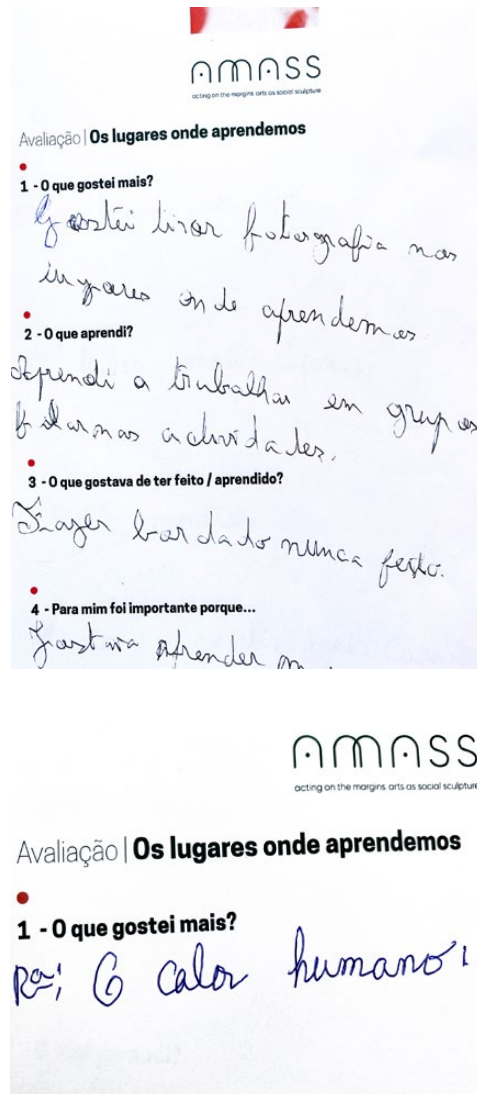 AMASS
acting on the margins arts as social sculpture
Avaliação | Os lugares onde aprendemos
1 - O que gostei mais?
Gostei tirar fotografia nos
lugares onde aprendemos
2 - O que aprendi?
Aprendi a trabalhar em grupos
actividades,
3 - O que gostava de ter feito / aprendido?
Fazer bordado nunca feito.
4 - Para mim foi importante porque...
Gostava aprender
AMASS
acting on the margins arts as social sculpture
Avaliação | Os lugares onde aprendemos
1 - O que gostei mais?
Rª; O calor humano!